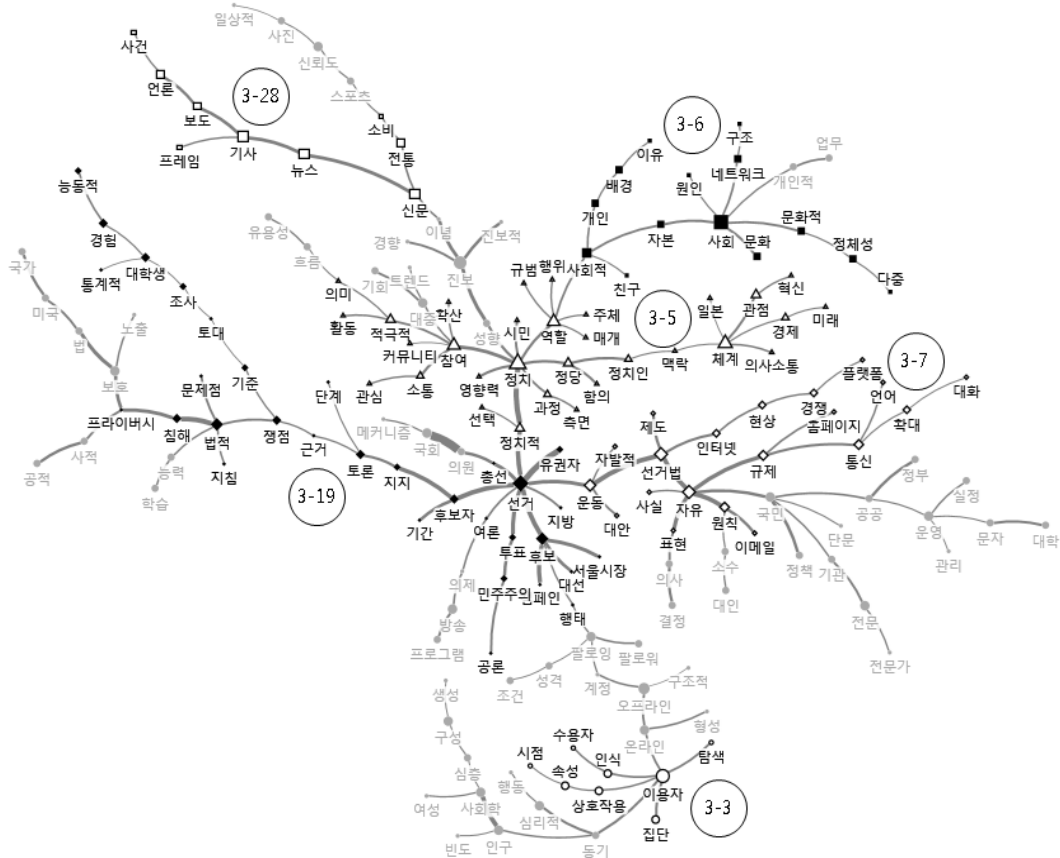 일상적
사건
사진
신뢰도
언론
3-28
스포츠
보도
소비
프레임
기사
전통
뉴스
신문
3-6
구조
이유
업무
네트워크
배경
원인
개인적
개인
문화적
자본
사회
문화
정체성
사회적
다중
친구
능동적
경험
통계적
대학생
조사
토대
기준
유용성
흐름
의미
활동
적극적
경향
이념
진보적
진보
기회
트렌드
대중
확산
커뮤니티
참여
성향
소통
관심
시민
규범
행위
역할
주체
매개
3-5
일본
혁신
관점
경제
미래
체계
의사소통
정치
정당
정치인
맥락
영향력
과정
함의
측면
선택
정치적
국가
미국
법
노출
보호
프라이버시
침해
문제점
법적
능력
지침
학습
사적
공적
쟁점
근거
단계
토론
지지
3-19
후보자
기간
메커니즘
국회
의원
총선
유권자
선거
여론
투표
지방
후보
서울시장
대선
민주주의
행태
공론
의제
방송
프로그램
3-7
플랫폼
언어
대화
경쟁
홈페이지
확대
현상
인터넷
제도
자발적
선거법
규제
통신
운동
대안
사실
자유
원칙
표현
이메일
의사
소수
결정
대인
국민
단문
정책
기관
전문
전문가
공공
정부
운영
실정
관리
문자
대학
팔로잉
팔로워
성격
조건
계정
구조적
오프라인
형성
온라인
생성
구성
심층
여성
사회학
빈도
인구
행동
심리적
동기
수용자
시점
인식
속성
상호작용
탐색
이용자
집단
3-3